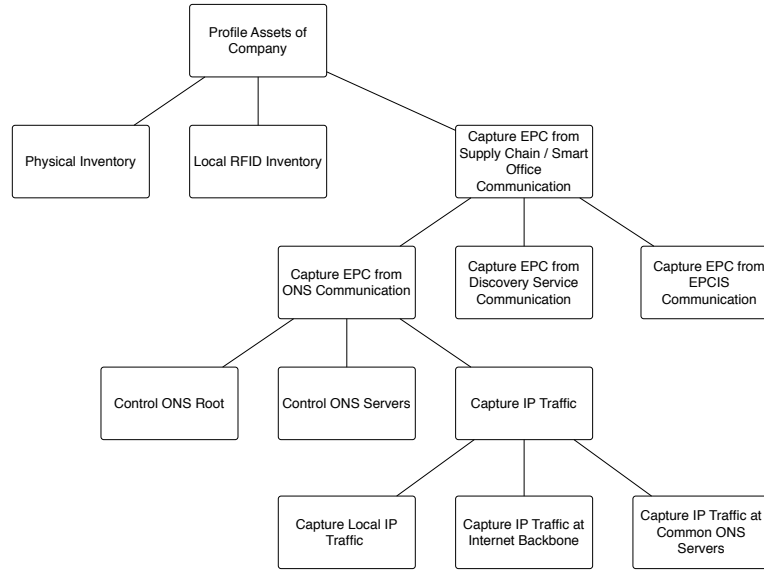 Profile Assets of
Company
Physical Inventory
Local RFID Inventory
Capture EPC from
Supply Chain / Smart
Office
Communication
Capture EPC from
ONS Communication
Capture EPC from
Discovery Service
Communication
Capture EPC from
EPCIS
Communication
Control ONS Root
Control ONS Servers
Capture IP Traffic
Capture Local IP
Traffic
Capture IP Traffic at
Internet Backbone
Capture IP Traffic at
Common ONS
Servers